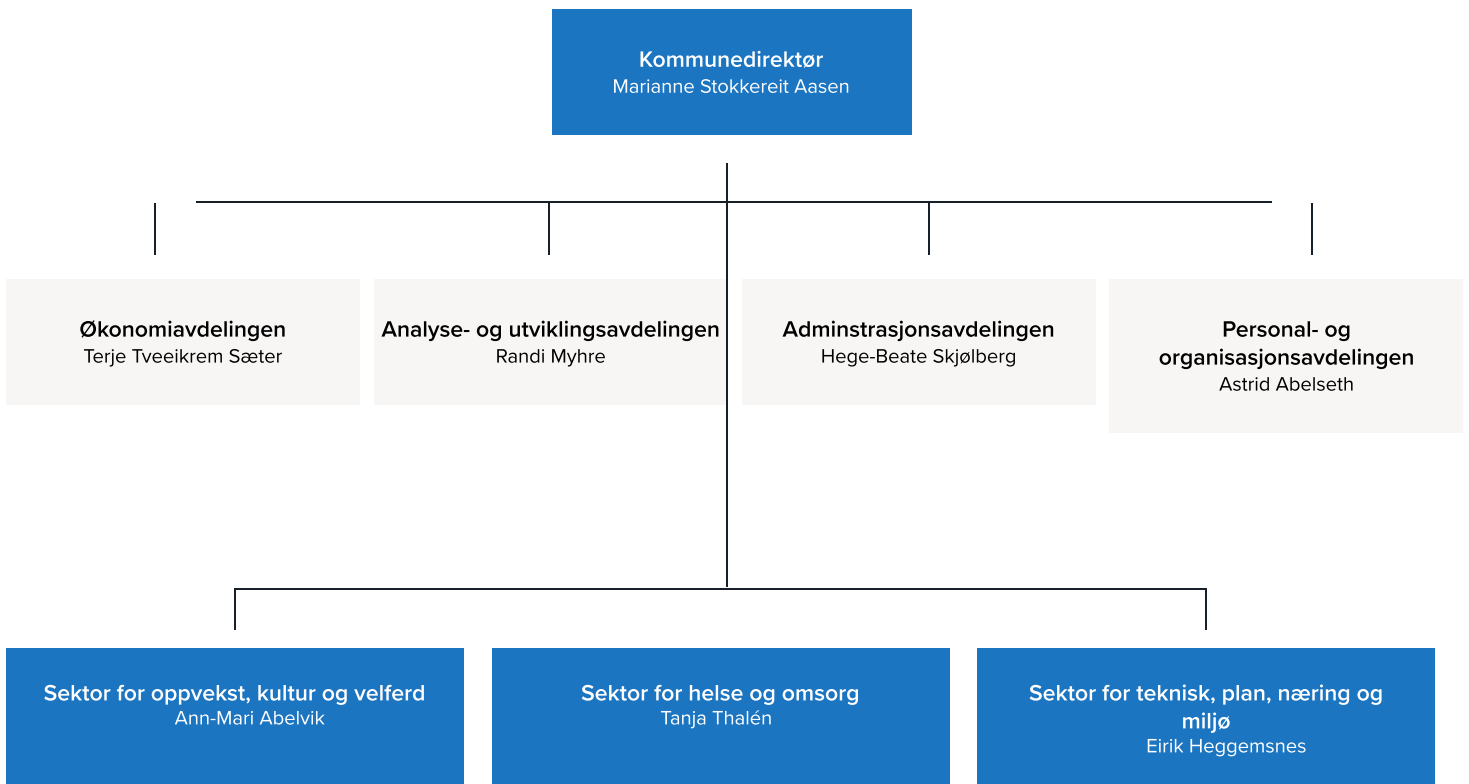 Kommunedirektør
Marianne Stokkereit Aasen
Økonomiavdelingen
Terje Tveeikrem Sæter
Analyse- og utviklingsavdelingen
Randi Myhre
Adminstrasjonsavdelingen
Hege-Beate Skjølberg
Personal- og
organisasjonsavdelingen
Astrid Abelseth
Sektor for oppvekst, kultur og velferd
Ann-Mari Abelvik
Sektor for helse og omsorg
Tanja Thalén
Sektor for teknisk, plan, næring og
miljø
Eirik Heggemsnes